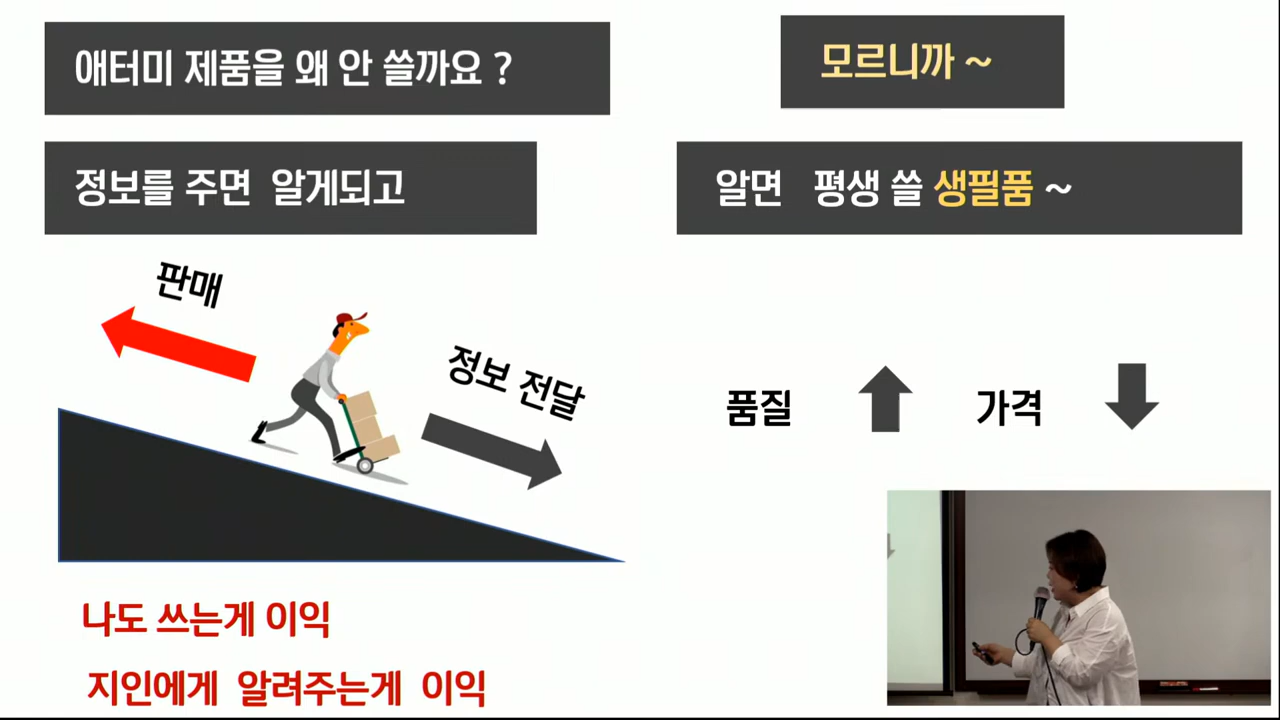 애터미 제품을 왜 안 쓸까요 ?
모르니까 ~
정보를 주면 알게되고
알면 평생 쓸 생필품 ~
판매
정보 전달
품질
가격
나도 쓰는게 이익
지인에게 알려주는게 이익